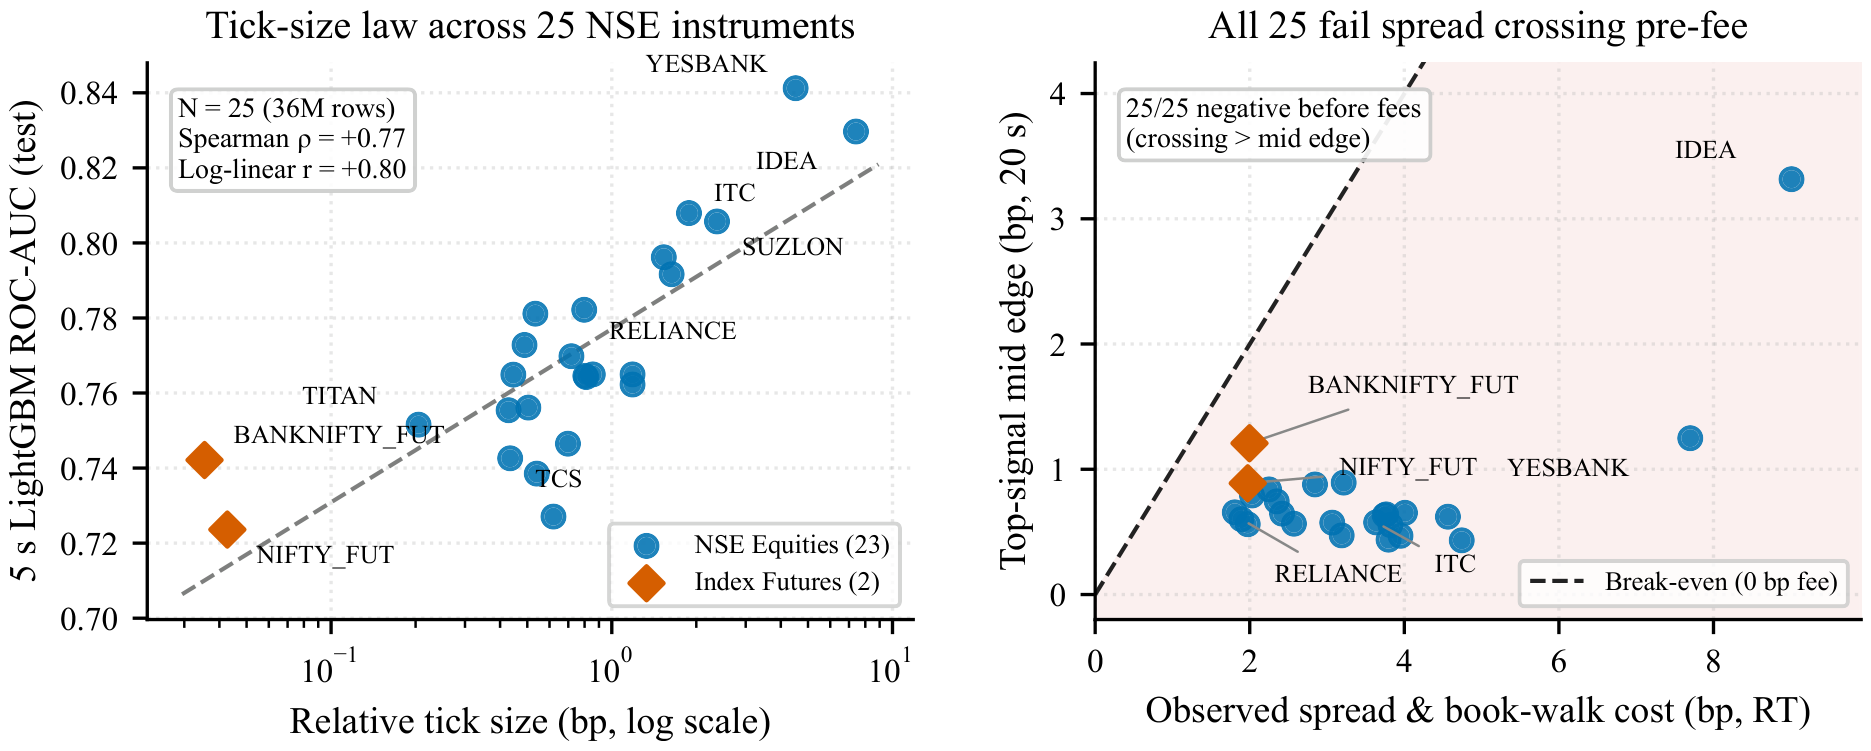 Tick-size law across 25 NSE instruments
5 s LightGBM ROC-AUC (test)
0.84
0.82
0.80
0.78
0.76
0.74
0.72
0.70
N = 25 (36M rows)
Spearman ρ = +0.77
Log-linear r = +0.80
YESBANK
IDEA
ITC
SUZLON
RELIANCE
TITAN
BANKNIFTY_FUT
TCS
NIFTY_FUT
NSE Equities (23)
Index Futures (2)
10⁻¹
10⁰
10¹
Relative tick size (bp, log scale)
All 25 fail spread crossing pre-fee
Top-signal mid edge (bp, 20 s)
4
3
2
1
0
25/25 negative before fees
(crossing > mid edge)
IDEA
BANKNIFTY_FUT
NIFTY_FUT
YESBANK
RELIANCE
ITC
Break-even (0 bp fee)
0
2
4
6
8
Observed spread & book-walk cost (bp, RT)